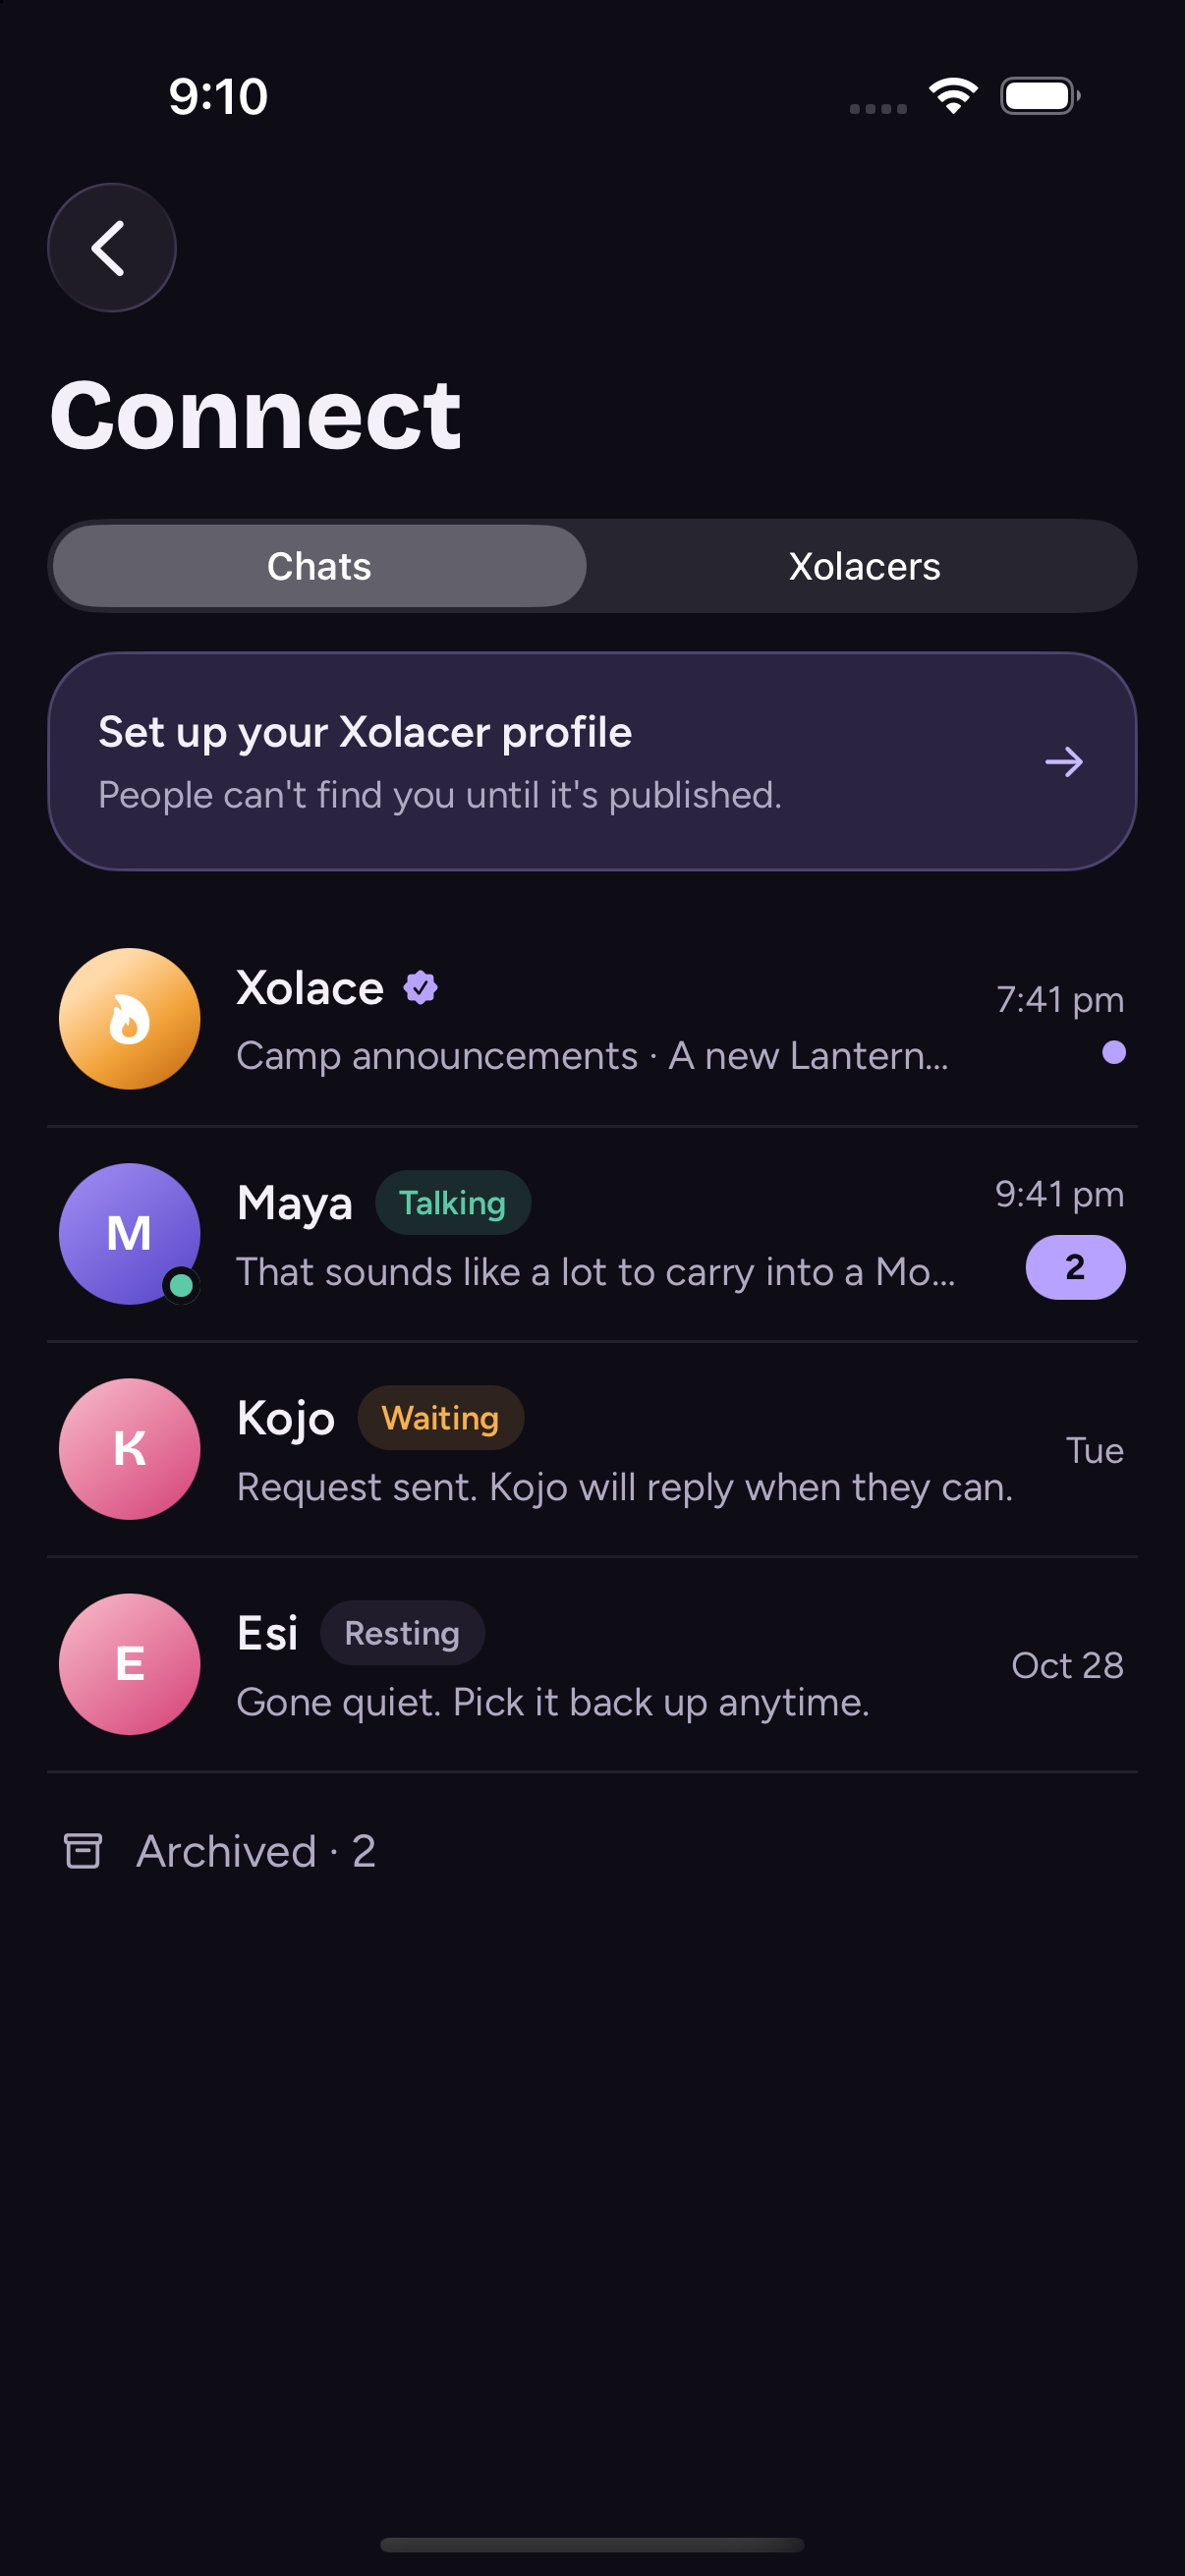 9:10
Connect
Chats
Xolacers
Set up your Xolacer profile
People can't find you until it's published.
Xolace
7:41 pm
Camp announcements · A new Lantern...
M
Maya
Talking
9:41 pm
That sounds like a lot to carry into a Mo...
2
K
Kojo
Waiting
Tue
Request sent. Kojo will reply when they can.
E
Esi
Resting
Oct 28
Gone quiet. Pick it back up anytime.
Archived · 2